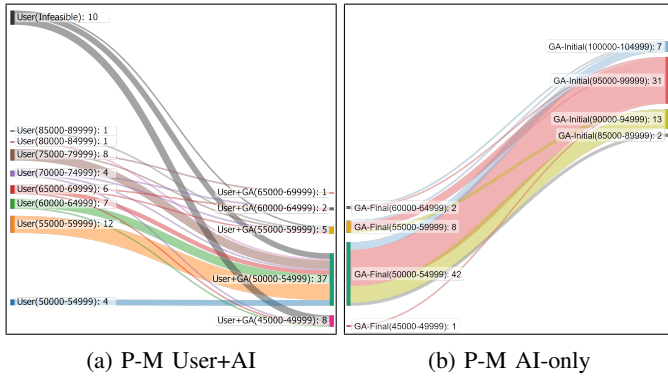 User(Infeasible): 10
User(85000-89999): 1
User(80000-84999): 1
User(75000-79999): 8
User(70000-74999): 4
User(65000-69999): 6
User(60000-64999): 7
User(55000-59999): 12
User(50000-54999): 4
User+GA(65000-69999): 1
User+GA(60000-64999): 2
User+GA(55000-59999): 5
User+GA(50000-54999): 37
User+GA(45000-49999): 8
GA-Initial(100000-104999): 7
GA-Initial(95000-99999): 31
GA-Initial(90000-94999): 13
GA-Initial(85000-89999): 2
GA-Final(60000-64999): 2
GA-Final(55000-59999): 8
GA-Final(50000-54999): 42
GA-Final(45000-49999): 1
(a) P-M User+AI
(b) P-M AI-only